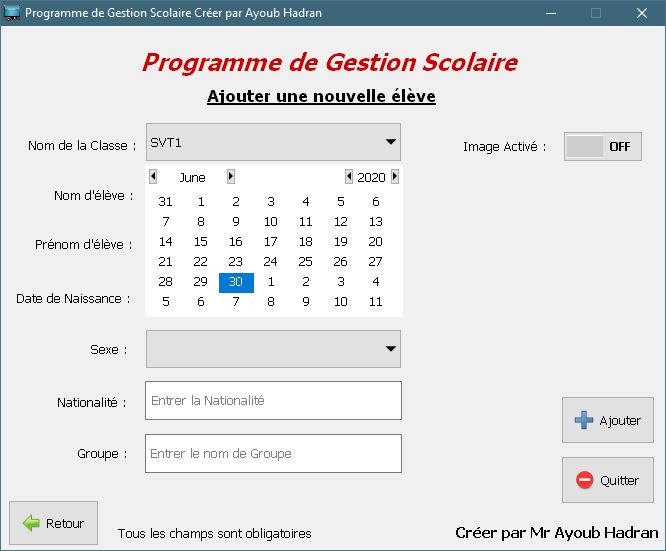 Programme de Gestion Scolaire Créer par Ayoub Hadran
Programme de Gestion Scolaire
Ajouter une nouvelle élève
Nom de la Classe :
SVT1
Image Activé :
OFF
June
2020
Nom d'élève :
31 1 2 3 4 5 6
7 8 9 10 11 12 13
Prénom d'élève :
14 15 16 17 18 19 20
21 22 23 24 25 26 27
28 29 30 1 2 3 4
Date de Naissance :
5 6 7 8 9 10 11
Sexe :
Nationalité :
Entrer la Nationalité
Ajouter
Groupe :
Entrer le nom de Groupe
Quitter
Retour
Tous les champs sont obligatoires
Créer par Mr Ayoub Hadran